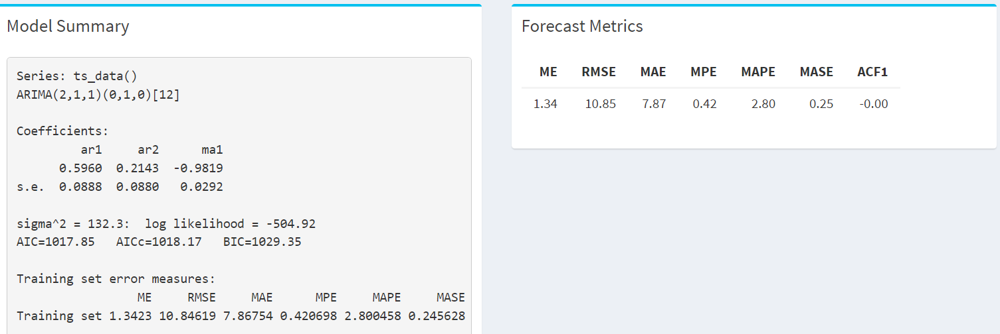 Model Summary
Series: ts_data()
ARIMA(2,1,1)(0,1,0)[12]
Coefficients:
ar1 ar2 ma1
0.5960 0.2143 -0.9819
s.e. 0.0888 0.0880 0.0292
sigma^2 = 132.3: log likelihood = -504.92
AIC=1017.85 AICc=1018.17 BIC=1029.35
Training set error measures:
ME RMSE MAE MPE MAPE MASE
Training set 1.3423 10.84619 7.86754 0.420698 2.800458 0.245628
Forecast Metrics
ME RMSE MAE MPE MAPE MASE ACF1
1.34 10.85 7.87 0.42 2.80 0.25 -0.00